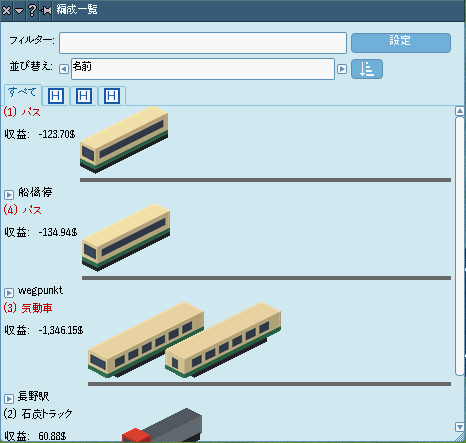 編成一覧
フィルター:
設定
並び替え: 名前
すべて H H H
(1) バス
収益: -123.70$
船橋停
(4) バス
収益: -134.94$
wegpunkt
(3) 気動車
収益: -1,346.15$
長野駅
(2) 石炭トラック
収益: 60.88$